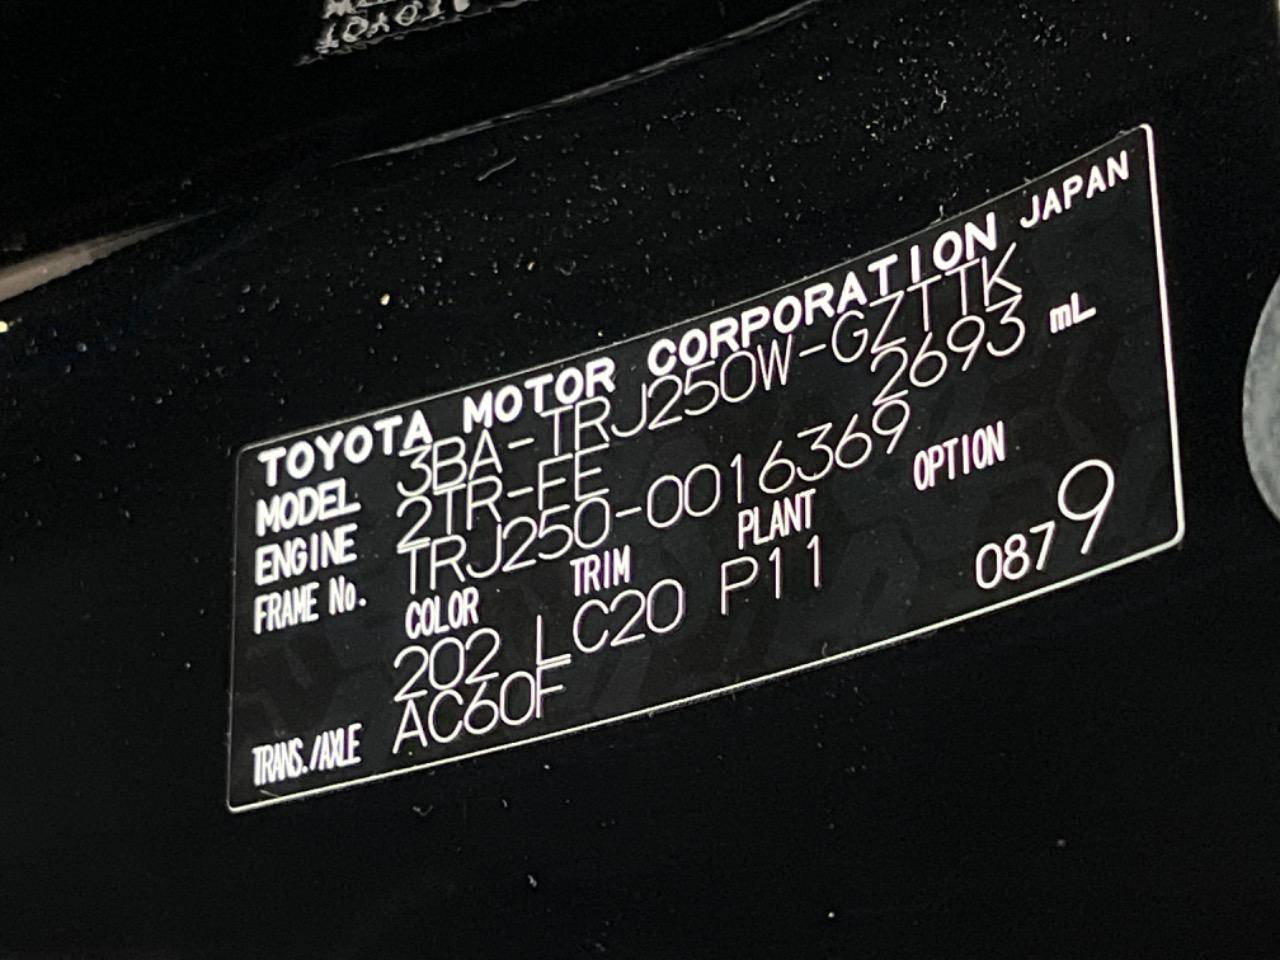 TOYOTA MOTOR CORPORATION JAPAN
MODEL 3BA-TRJ250W-GZTTK
ENGINE 2TR-FE 2693 mL
FRAME No. TRJ250-0016369
COLOR TRIM PLANT OPTION
202 LC20 P11 0879
TRANS./AXLE AC60F